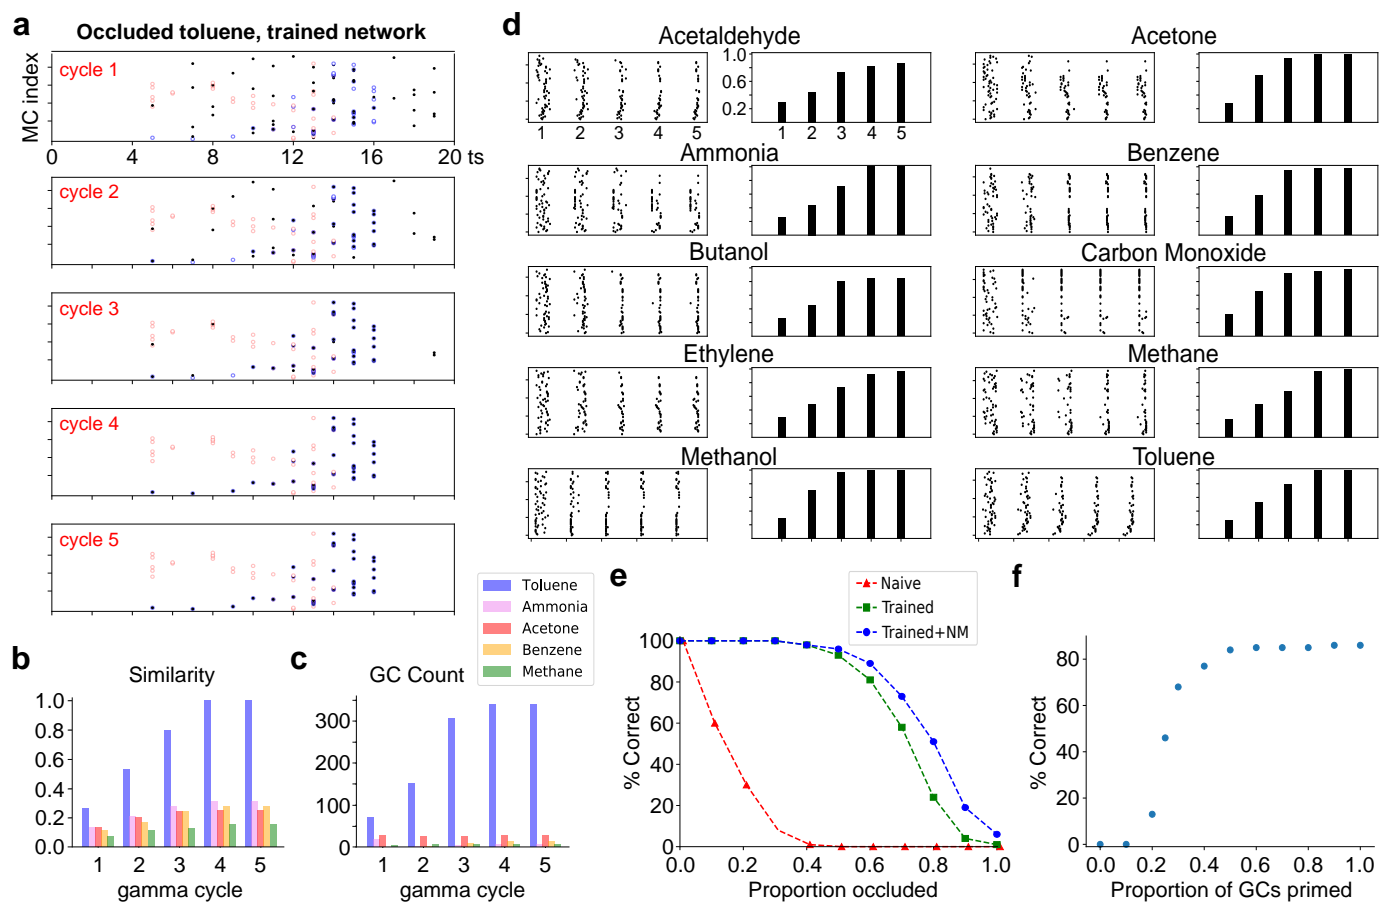 a
Occluded toluene, trained network
MC index
cycle 1
0 4 8 12 16 20 ts
cycle 2
cycle 3
cycle 4
cycle 5
b
Similarity
1.0
0.8
0.6
0.4
0.2
0.0
1 2 3 4 5
gamma cycle
c
GC Count
300
200
100
0
1 2 3 4 5
gamma cycle
Toluene
Ammonia
Acetone
Benzene
Methane
d
Acetaldehyde
1 2 3 4 5
1.0
0.6
0.2
1 2 3 4 5
Acetone
Ammonia
Benzene
Butanol
Carbon Monoxide
Ethylene
Methane
Methanol
Toluene
e
Naive
Trained
Trained+NM
% Correct
100
80
60
40
20
0
0.0 0.2 0.4 0.6 0.8 1.0
Proportion occluded
f
% Correct
80
40
0
0.0 0.2 0.4 0.6 0.8 1.0
Proportion of GCs primed